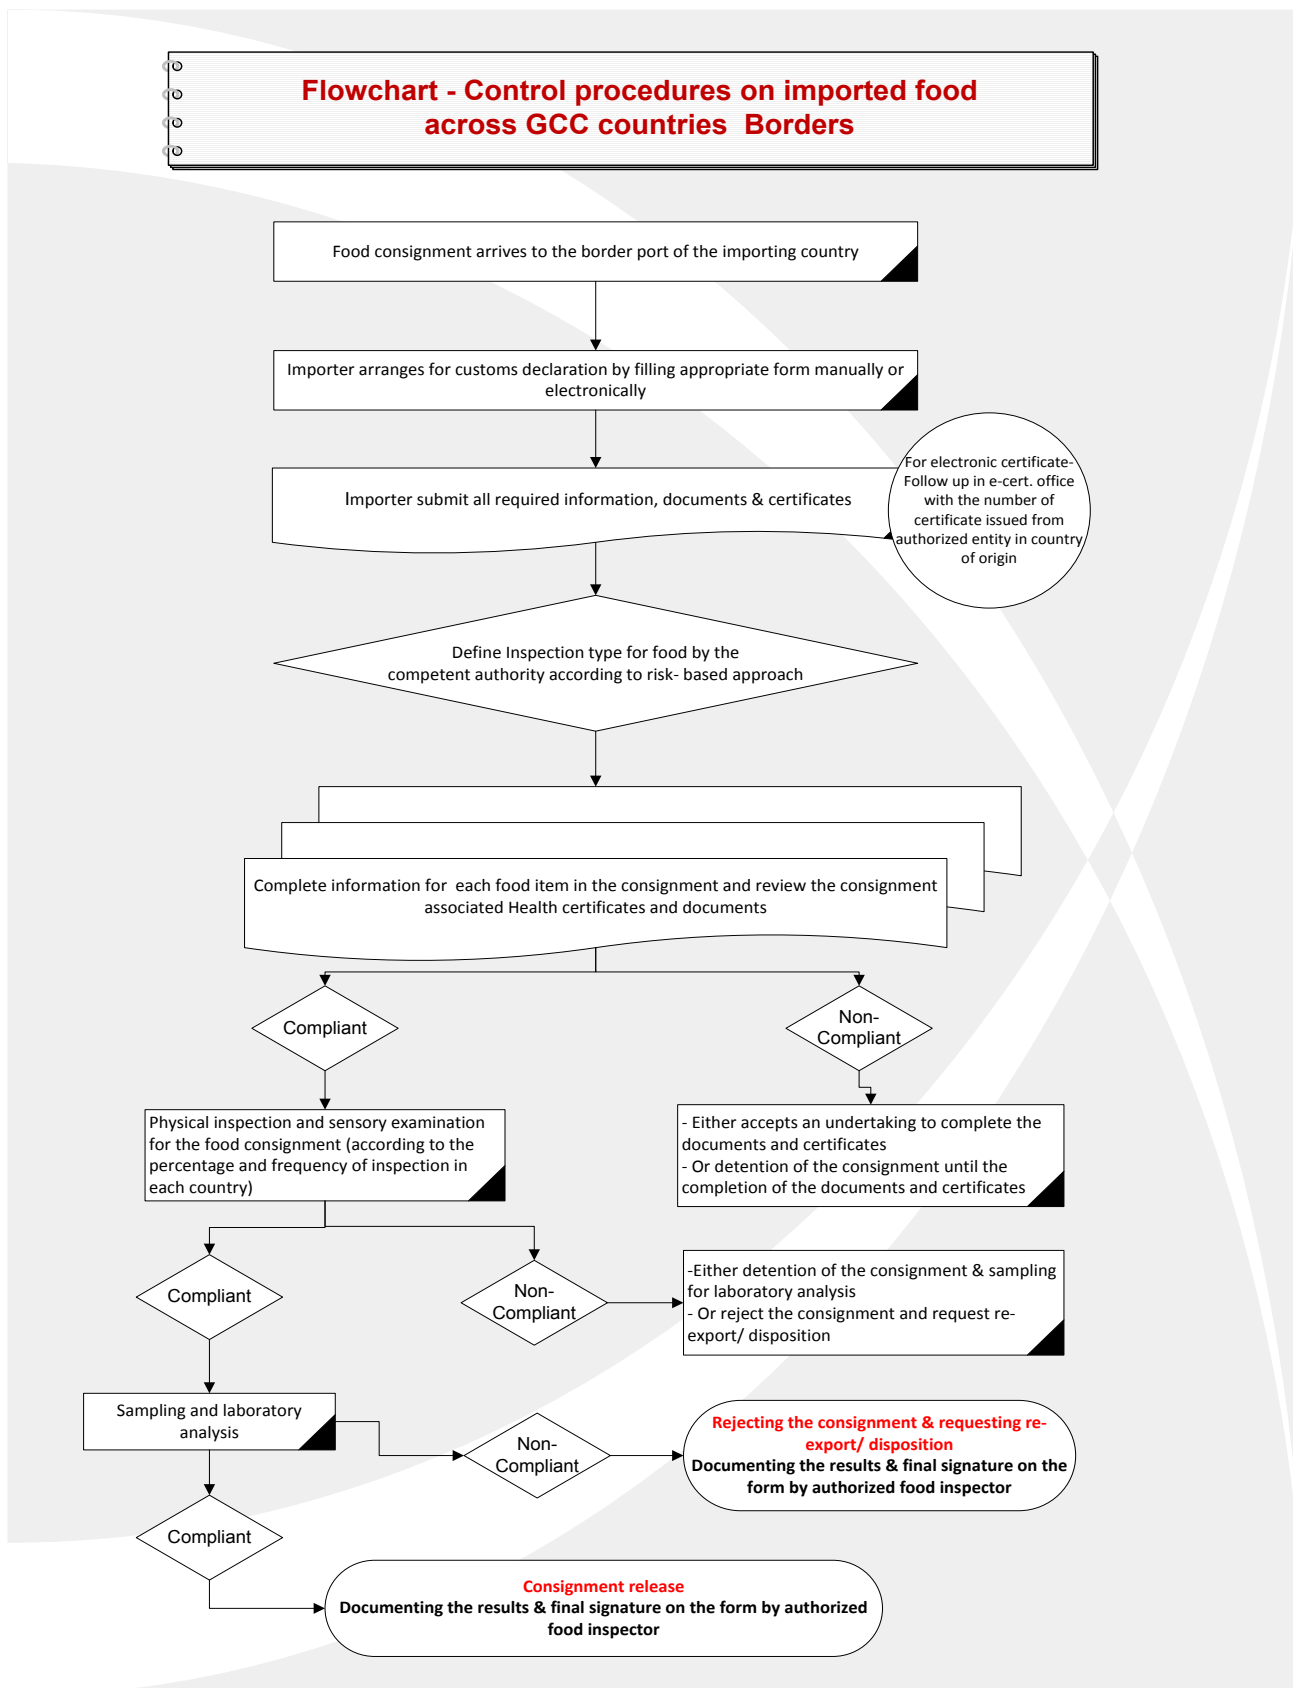 Flowchart - Control procedures on imported food
across GCC countries Borders
Food consignment arrives to the border port of the importing country
Importer arranges for customs declaration by filling appropriate form manually or
electronically
Importer submit all required information, documents & certificates
For electronic certificate-
Follow up in e-cert. office
with the number of
certificate issued from
authorized entity in country
of origin
Define Inspection type for food by the
competent authority according to risk- based approach
Complete information for each food item in the consignment and review the consignment
associated Health certificates and documents
Compliant
Non-
Compliant
Physical inspection and sensory examination
for the food consignment (according to the
percentage and frequency of inspection in
each country)
- Either accepts an undertaking to complete the
documents and certificates
- Or detention of the consignment until the
completion of the documents and certificates
Compliant
Non-
Compliant
-Either detention of the consignment & sampling
for laboratory analysis
- Or reject the consignment and request re-
export/ disposition
Sampling and laboratory
analysis
Non-
Compliant
Rejecting the consignment & requesting re-
export/ disposition
Documenting the results & final signature on the
form by authorized food inspector
Compliant
Consignment release
Documenting the results & final signature on the form by authorized
food inspector